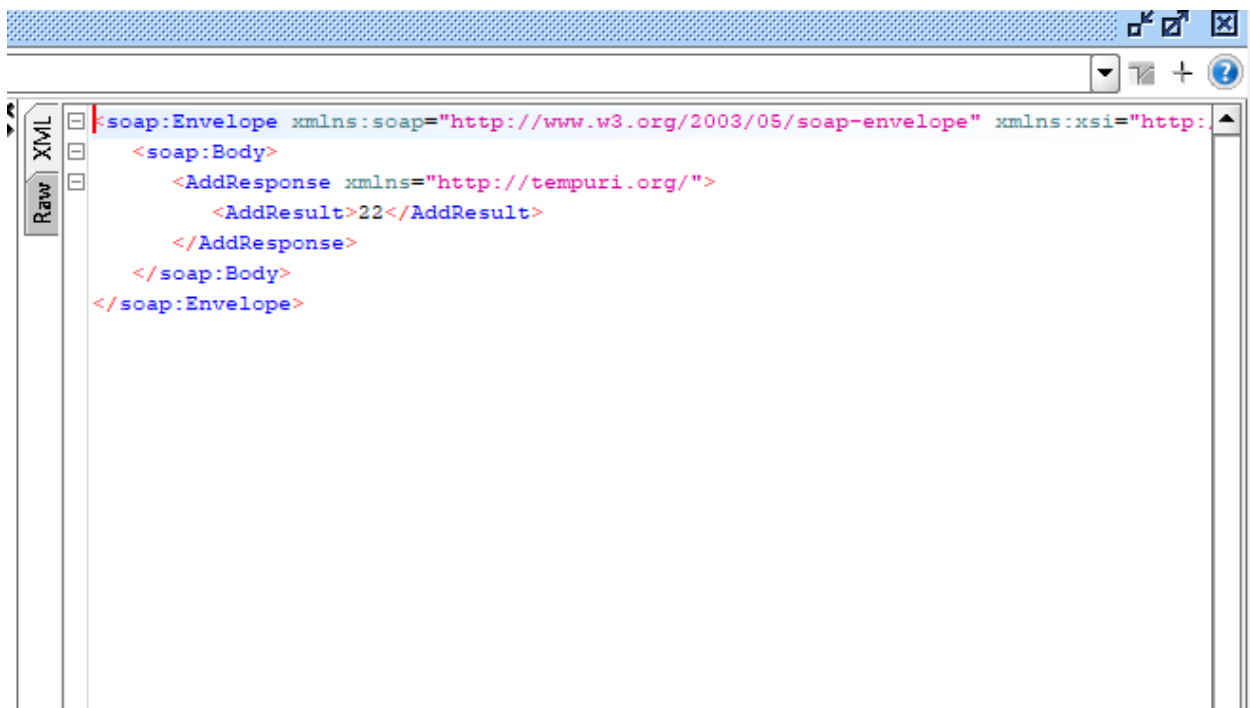 XML
Raw
<soap:Envelope xmlns:soap="http://www.w3.org/2003/05/soap-envelope" xmlns:xsi="http:/
<soap:Body>
<AddResponse xmlns="http://tempuri.org/">
<AddResult>22</AddResult>
</AddResponse>
</soap:Body>
</soap:Envelope>